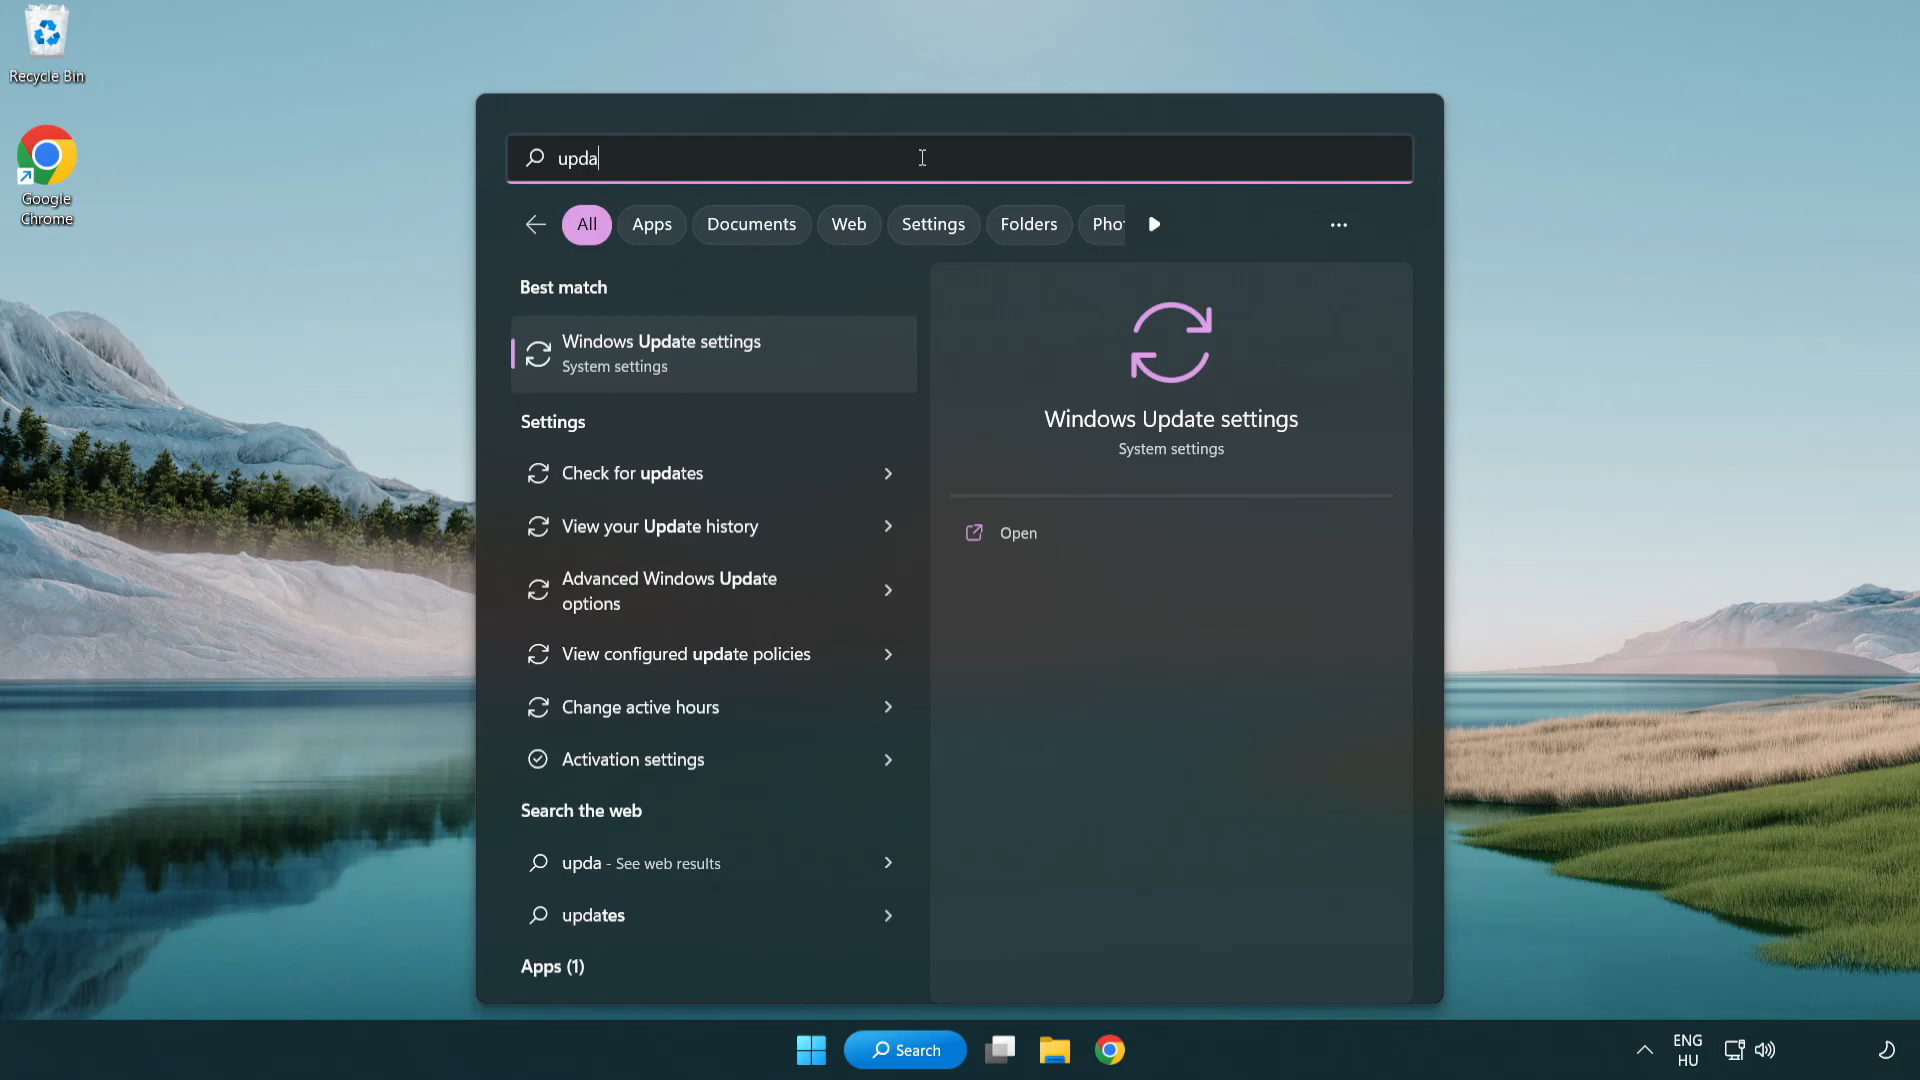 Recycle Bin
Google
Chrome
upda
All
Apps
Documents
Web
Settings
Folders
Pho
Best match
Windows Update settings
System settings
Settings
Check for updates
View your Update history
Advanced Windows Update
options
View configured update policies
Change active hours
Activation settings
Search the web
upda - See web results
updates
Apps (1)
Windows Update settings
System settings
Open
Search
ENG
HU